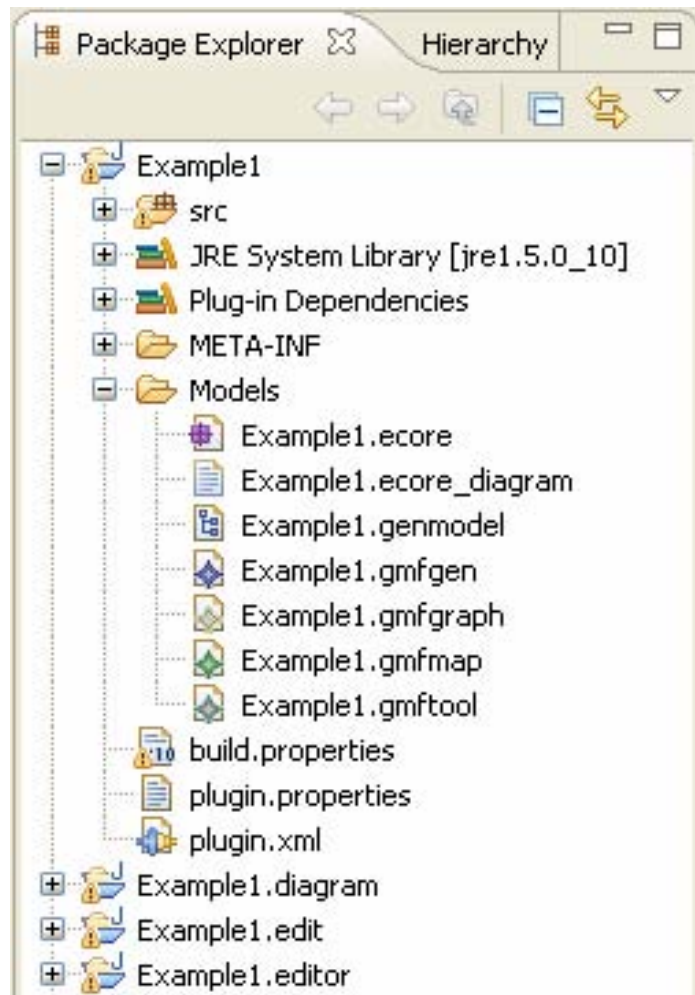 Package Explorer Hierarchy
Example1
src
JRE System Library [jre1.5.0_10]
Plug-in Dependencies
META-INF
Models
Example1.ecore
Example1.ecore_diagram
Example1.genmodel
Example1.gmfgen
Example1.gmfgraph
Example1.gmfmap
Example1.gmftool
build.properties
plugin.properties
plugin.xml
Example1.diagram
Example1.edit
Example1.editor